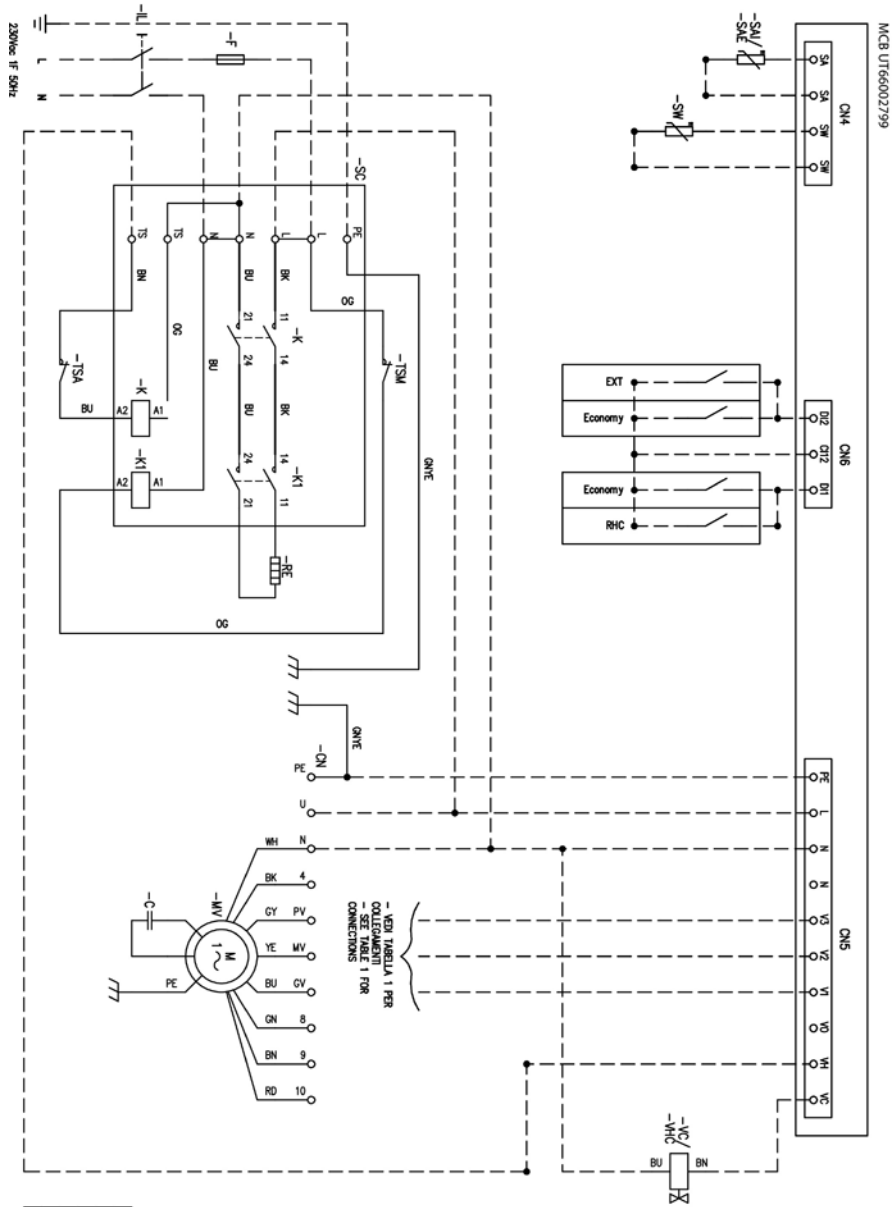 MCB UT66002799
CN4
SA
SA
SW
SW
-SAI/
-SAE
-SW
CN6
DI2
CI12
DI1
EXT
Economy
Economy
RHC
CN5
PE
L
N
N
V3
V2
V1
V0
VH
VC
-IL
-F
L
N
230Vac 1F 50Hz
-SC
TS
TS
N
N
L
L
PE
BN
OG
BU
BU
BK
OG
21
11
-K
24
14
BU
BK
24
14
-K1
21
11
-RE
-TSA
BU
A2
A1
-K
A2
A1
-K1
-TSM
GNYE
OG
GNYE
-CN
PE
U
WH N
BK 4
GY PV
YE MV
BU GV
GN 8
BN 9
RD 10
-MV
-C
M
1~
PE
- VEDI TABELLA 1 PER
COLLEGAMENTI
- SEE TABLE 1 FOR
CONNECTIONS
-VC/
-VHC
BU
BN